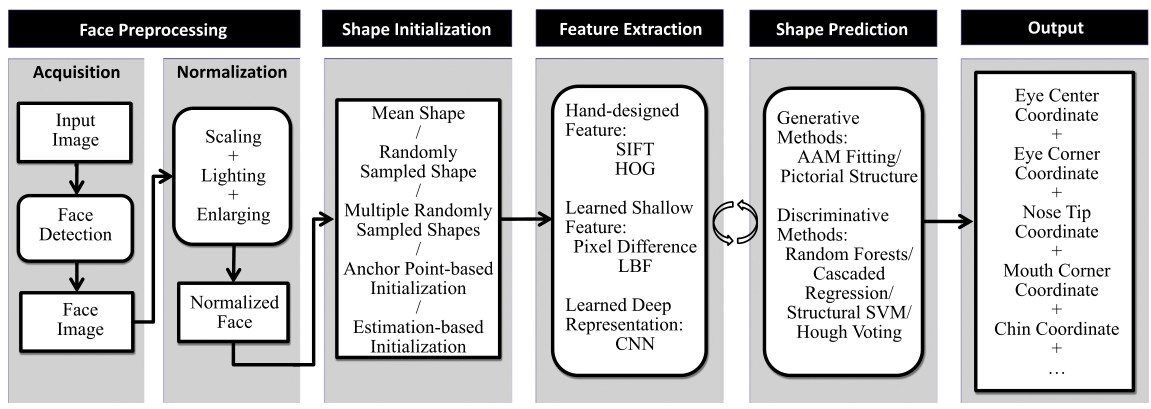 Face Preprocessing
Acquisition
Input
Image
Face
Detection
Face
Image
Normalization
Scaling
+
Lighting
+
Enlarging
Normalized
Face
Shape Initialization
Mean Shape
/
Randomly
Sampled Shape
/
Multiple Randomly
Sampled Shapes
/
Anchor Point-based
Initialization
/
Estimation-based
Initialization
Feature Extraction
Hand-designed
Feature:
SIFT
HOG
Learned Shallow
Feature:
Pixel Difference
LBF
Learned Deep
Representation:
CNN
Shape Prediction
Generative
Methods:
AAM Fitting/
Pictorial Structure
Discriminative
Methods:
Random Forests/
Cascaded
Regression/
Structural SVM/
Hough Voting
Output
Eye Center
Coordinate
+
Eye Corner
Coordinate
+
Nose Tip
Coordinate
+
Mouth Corner
Coordinate
+
Chin Coordinate
+
…